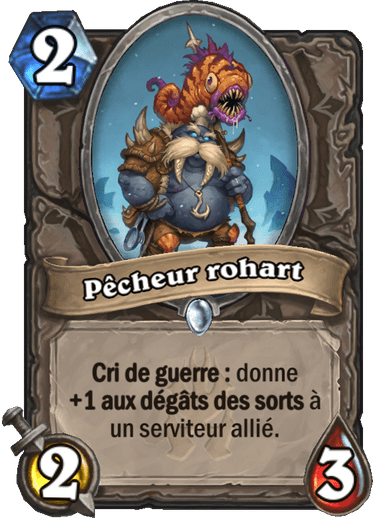 2
Pêcheur rohart
Cri de guerre : donne
+1 aux dégâts des sorts à
un serviteur allié.
2
3